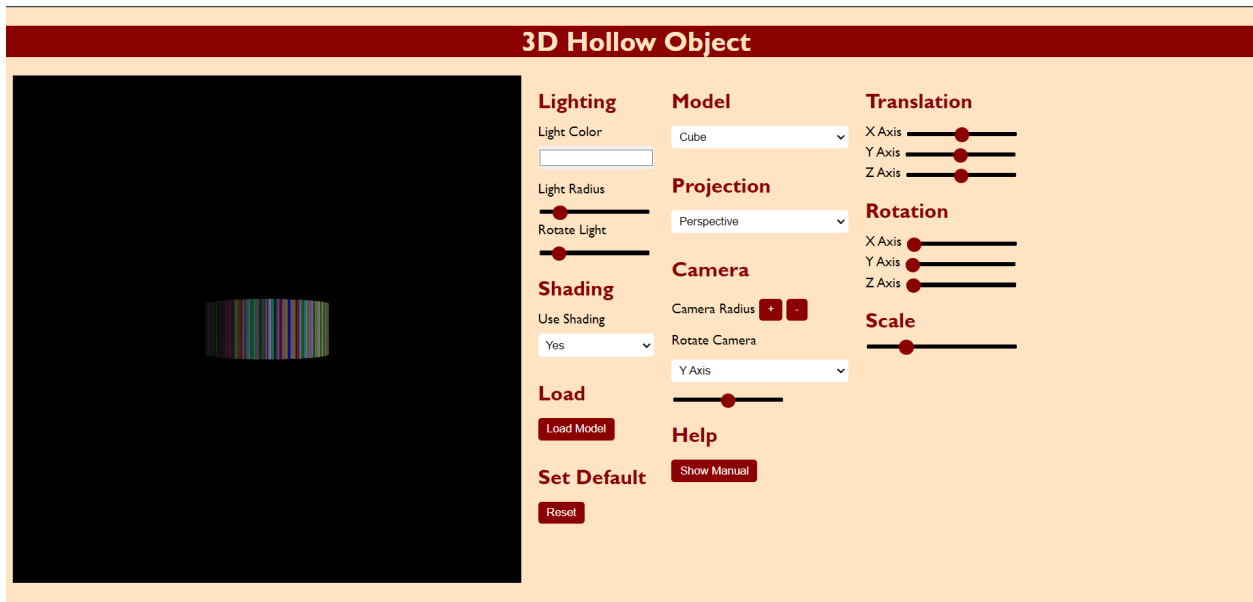 3D Hollow Object
Lighting
Light Color
Light Radius
Rotate Light
Shading
Use Shading
Yes
Load
Load Model
Set Default
Reset
Model
Cube
Projection
Perspective
Camera
Camera Radius + -
Rotate Camera
Y Axis
Help
Show Manual
Translation
X Axis
Y Axis
Z Axis
Rotation
X Axis
Y Axis
Z Axis
Scale